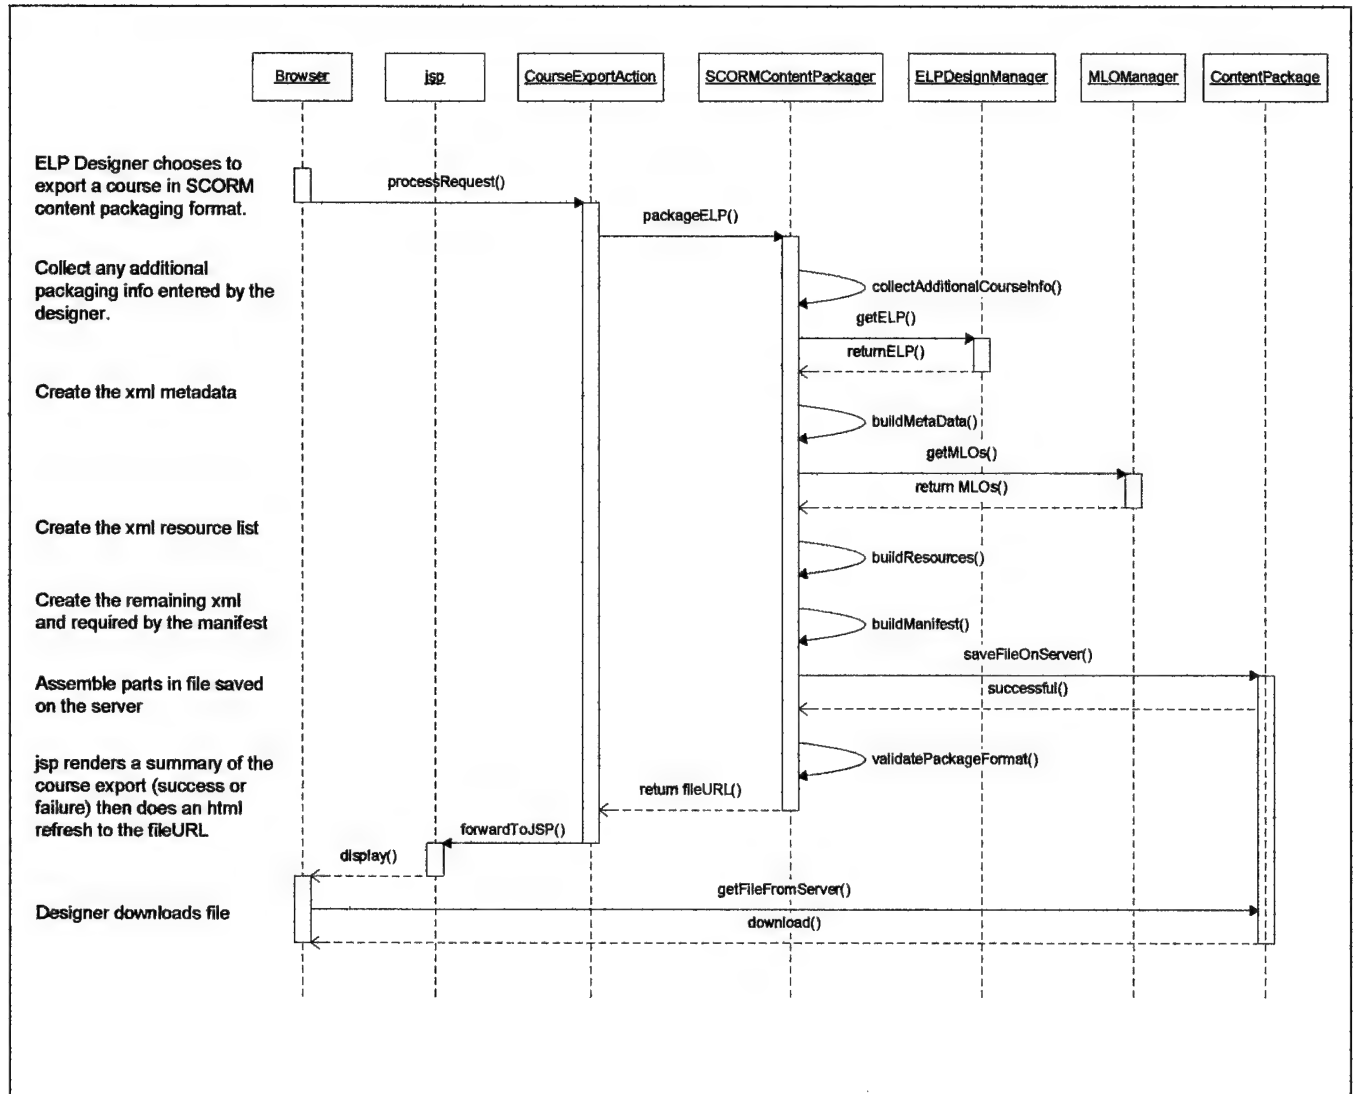 Browser
jsp
CourseExportAction
SCORMContentPackager
ELPDesignManager
MLOManager
ContentPackage
ELP Designer chooses to
export a course in SCORM
content packaging format.
processRequest()
packageELP()
Collect any additional
packaging info entered by the
designer.
collectAdditionalCourseInfo()
getELP()
returnELP()
Create the xml metadata
buildMetaData()
getMLOs()
return MLOs()
Create the xml resource list
buildResources()
Create the remaining xml
and required by the manifest
buildManifest()
saveFileOnServer()
Assemble parts in file saved
on the server
successful()
jsp renders a summary of the
course export (success or
failure) then does an html
refresh to the fileURL
validatePackageFormat()
return fileURL()
forwardToJSP()
display()
getFileFromServer()
Designer downloads file
download()